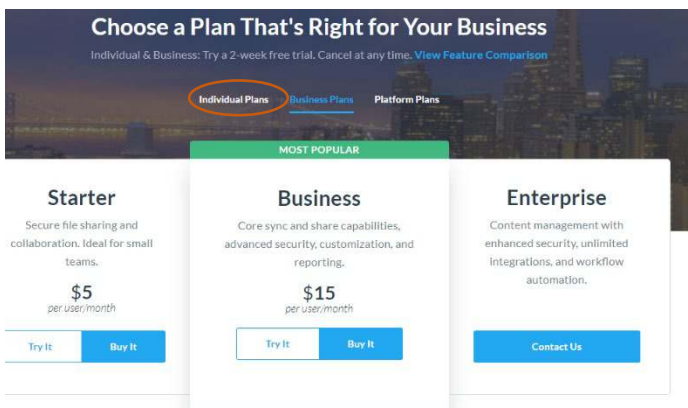 Choose a Plan That's Right for Your Business
Individual & Business: Try a 2-week free trial. Cancel at any time. View Feature Comparison
Individual Plans
Business Plans
Platform Plans
MOST POPULAR
Starter
Secure file sharing and
collaboration. Ideal for small
teams.
$5
per user/month
Try It
Buy It
Business
Core sync and share capabilities,
advanced security, customization, and
reporting.
$15
per user/month
Try It
Buy It
Enterprise
Content management with
enhanced security, unlimited
integrations, and workflow
automation.
Contact Us